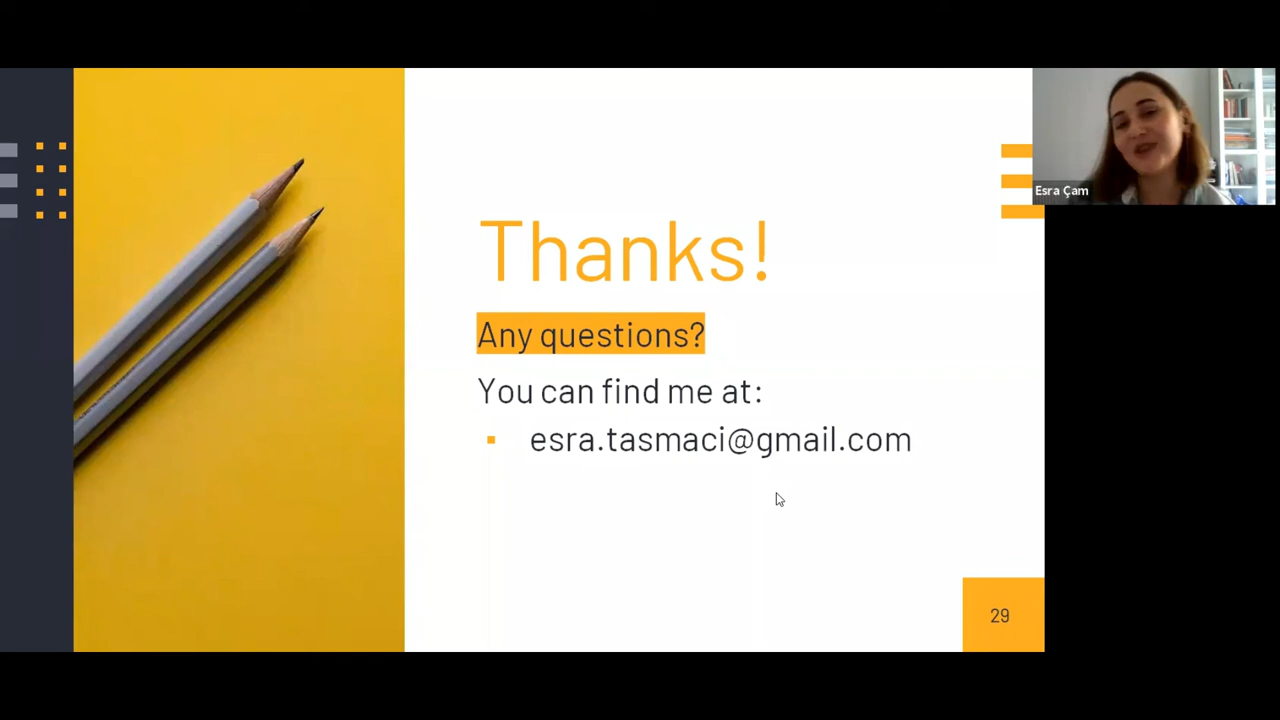 Thanks!
Any questions?
You can find me at:
esra.tasmaci@gmail.com
29
Esra Çam